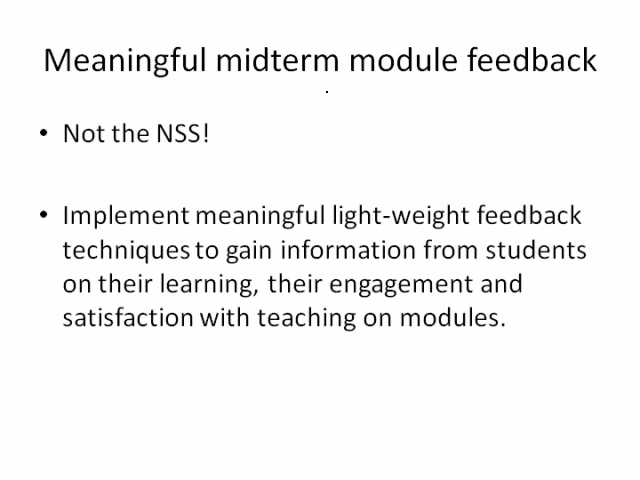 Meaningful midterm module feedback
.
• Not the NSS!
• Implement meaningful light-weight feedback
techniques to gain information from students
on their learning, their engagement and
satisfaction with teaching on modules.